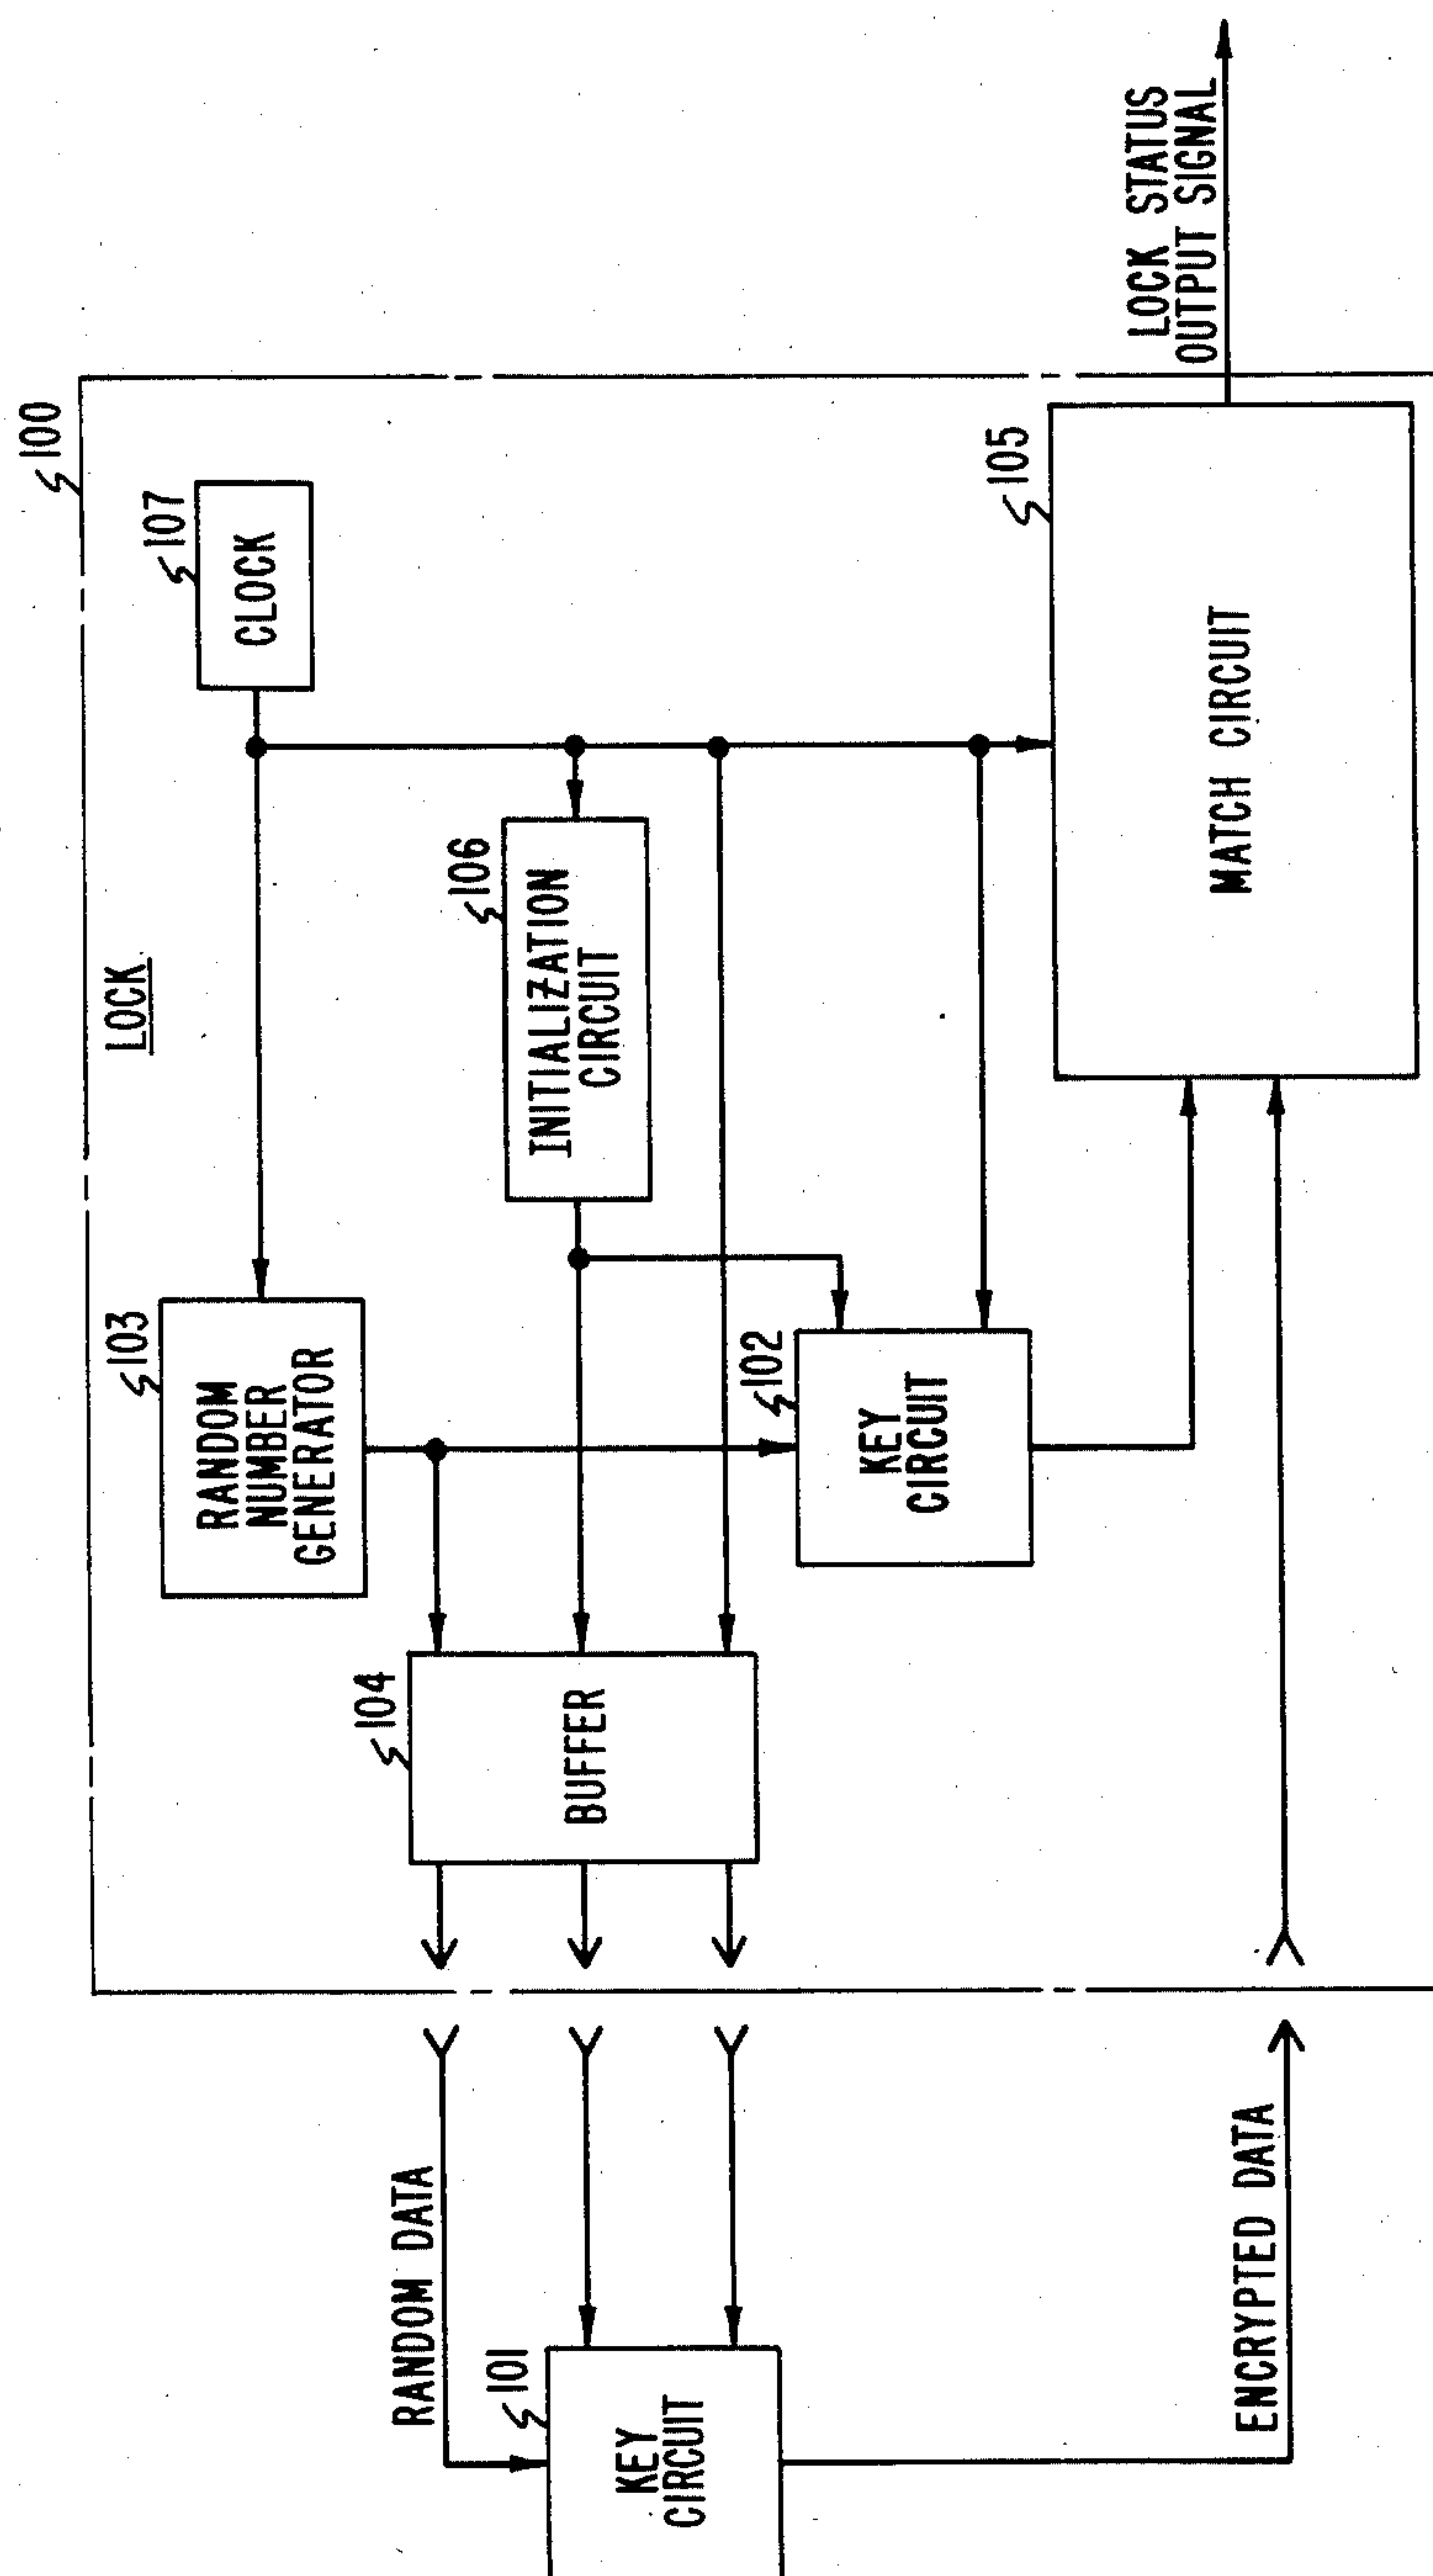 100
LOCK
107
CLOCK
103
RANDOM
NUMBER
GENERATOR
106
INITIALIZATION
CIRCUIT
104
BUFFER
RANDOM DATA
101
KEY
CIRCUIT
102
KEY
CIRCUIT
105
MATCH CIRCUIT
LOCK STATUS
OUTPUT SIGNAL
ENCRYPTED DATA